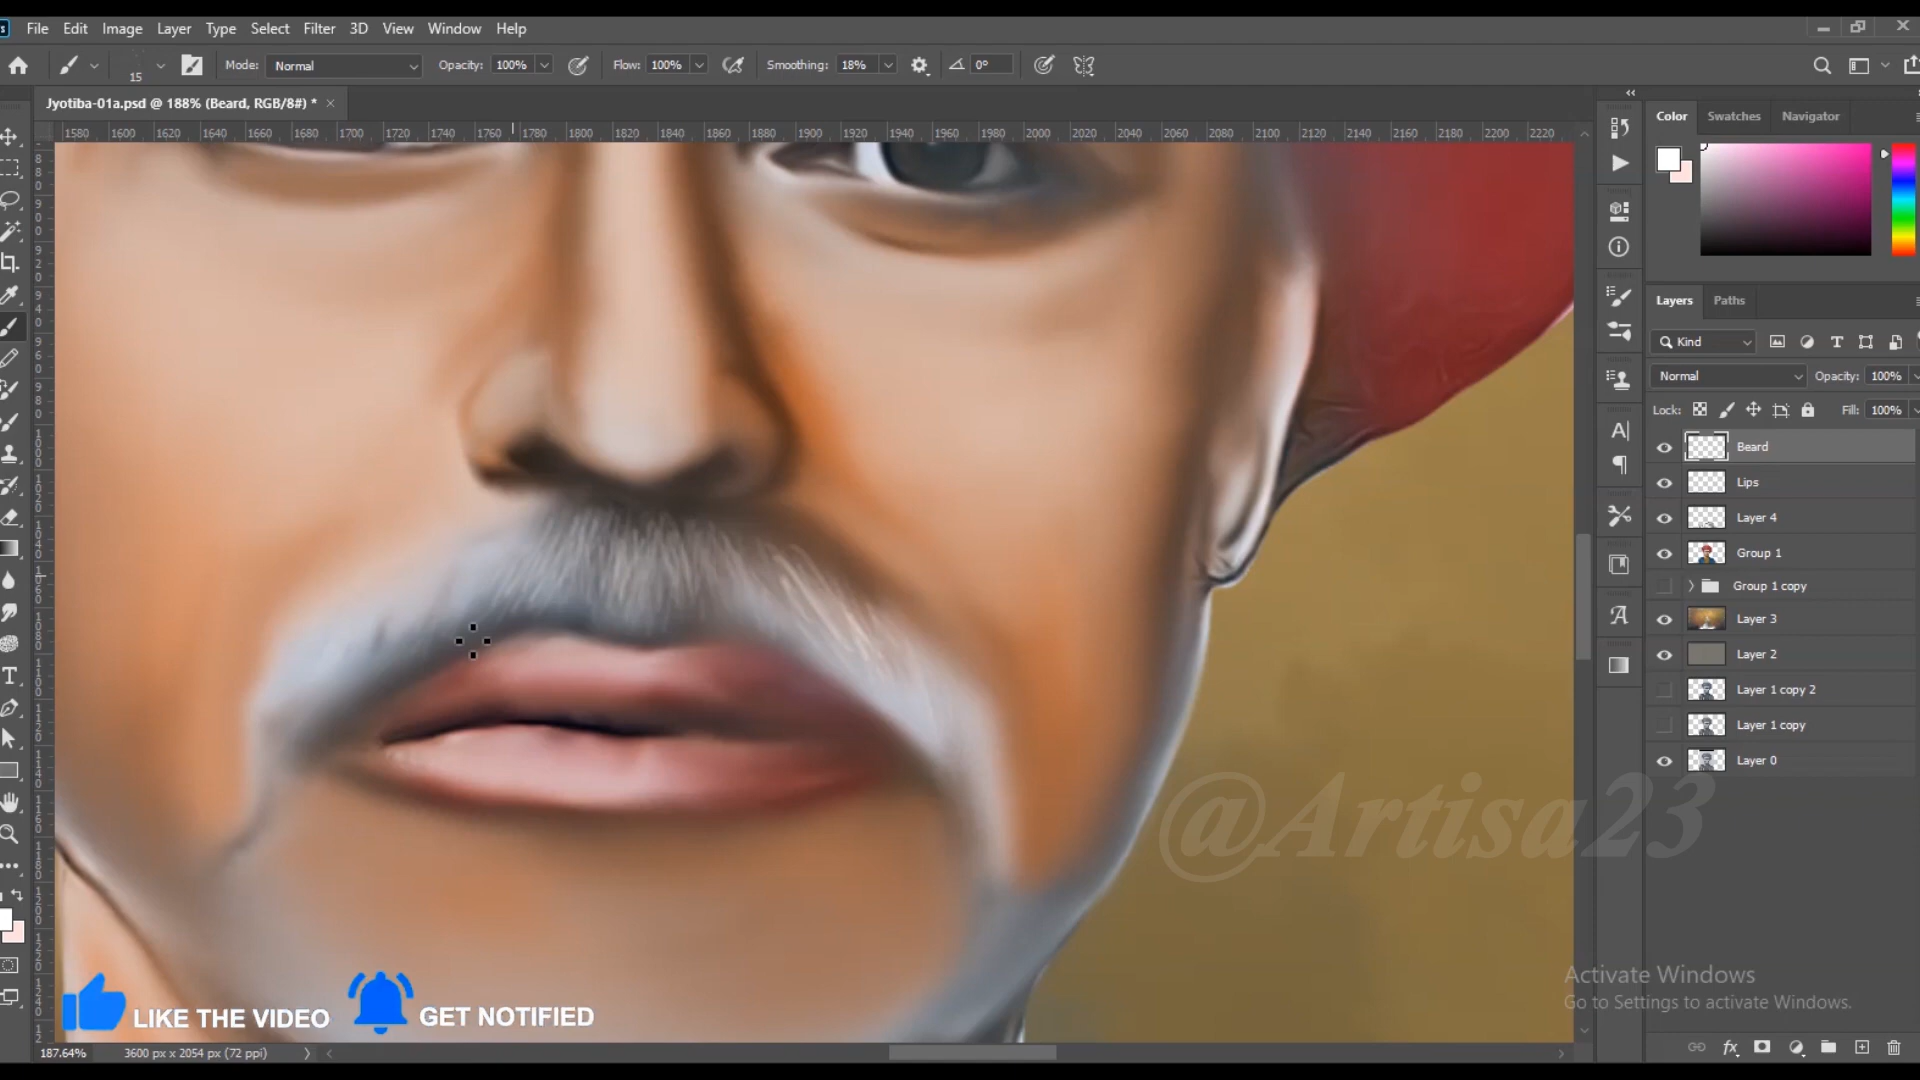 File Edit Image Layer Type Select Filter 3D View Window Help
15 Mode: Normal Opacity: 100% Flow: 100% Smoothing: 18% 0°
Jyotiba-01a.psd @ 188% (Beard, RGB/8#) * ×
1580 1600 1620 1640 1660 1680 1700 1720 1740 1760 1780 1800 1820 1840 1860 1880 1900 1920 1940 1960 1980 2000 2020 2040 2060 2080 2100 2120 2140 2160 2180 2200 2220
Color Swatches Navigator
Layers Paths
Kind
Normal Opacity: 100%
Lock: Fill: 100%
Beard
Lips
Layer 4
Group 1
Group 1 copy
Layer 3
Layer 2
Layer 1 copy 2
Layer 1 copy
Layer 0
@Artisa23
Activate Windows
Go to Settings to activate Windows.
LIKE THE VIDEO GET NOTIFIED
187.64% 3600 px x 2054 px (72 ppi)